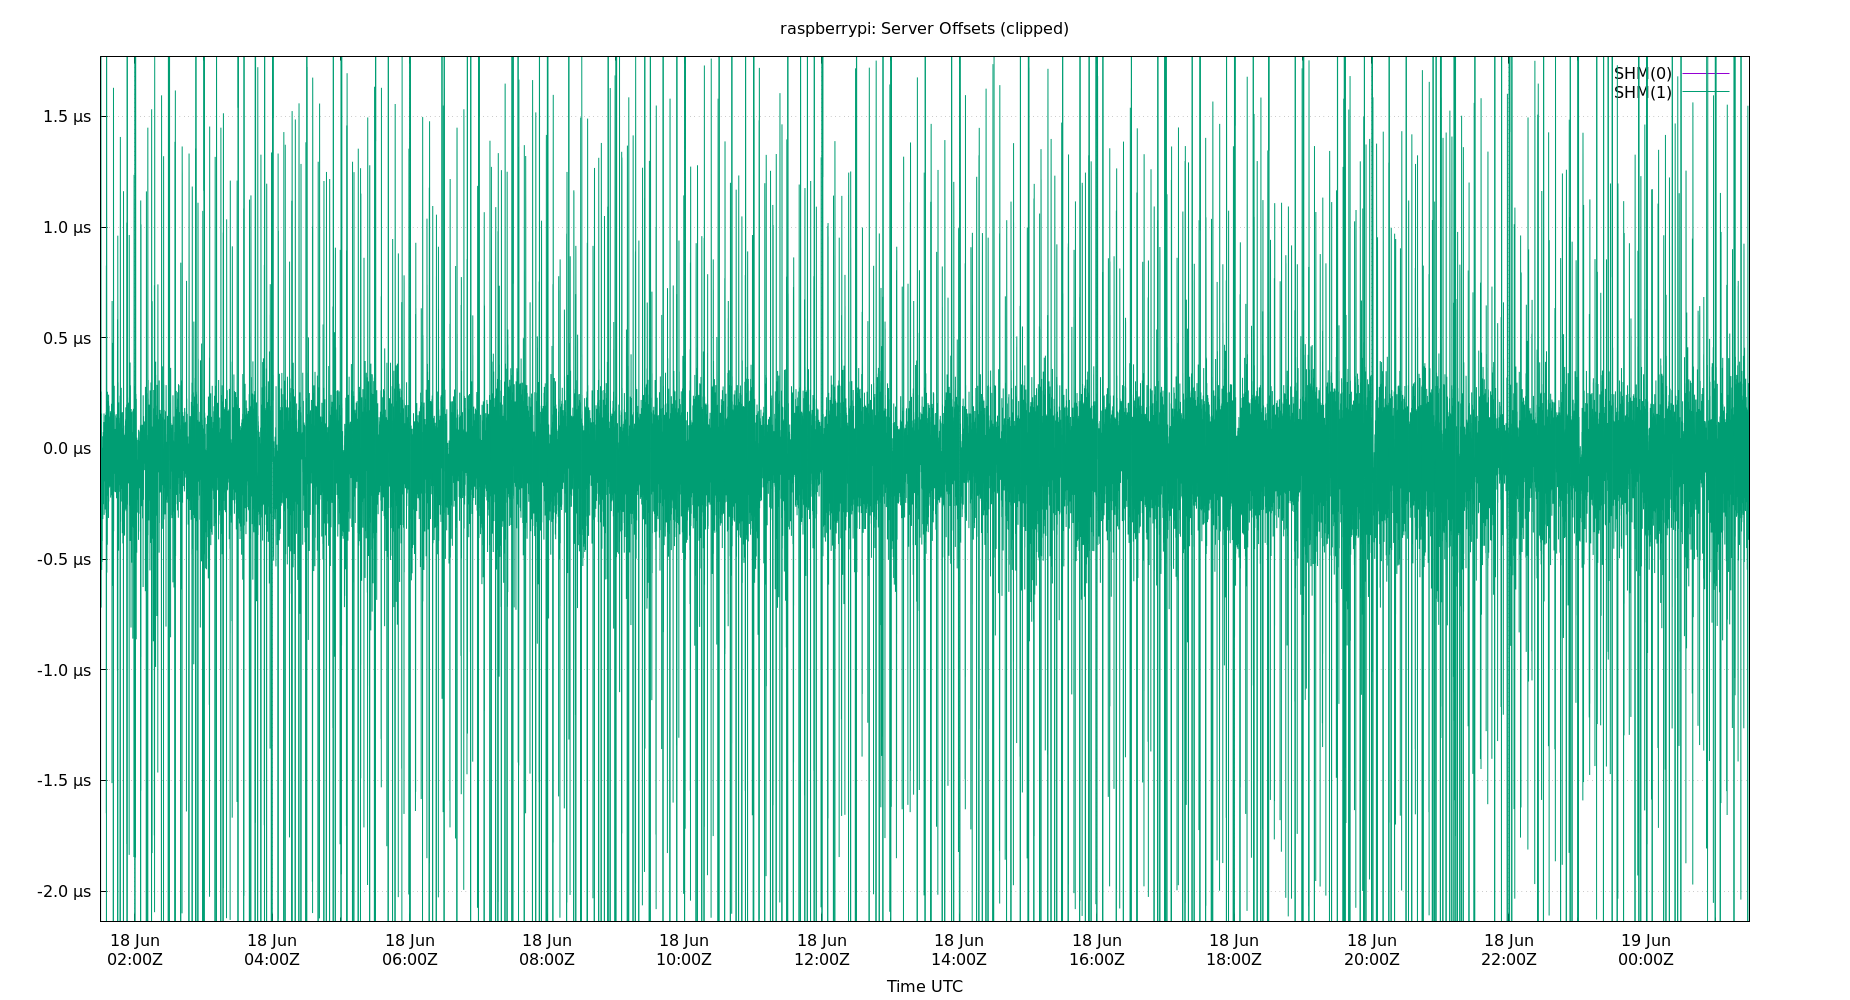 raspberrypi: Server Offsets (clipped)
SHM(0)
SHM(1)
1.5 µs
1.0 µs
0.5 µs
0.0 µs
-0.5 µs
-1.0 µs
-1.5 µs
-2.0 µs
18 Jun 18 Jun 18 Jun 18 Jun 18 Jun 18 Jun 18 Jun 18 Jun 18 Jun 18 Jun 18 Jun 19 Jun
02:00Z 04:00Z 06:00Z 08:00Z 10:00Z 12:00Z 14:00Z 16:00Z 18:00Z 20:00Z 22:00Z 00:00Z
Time UTC